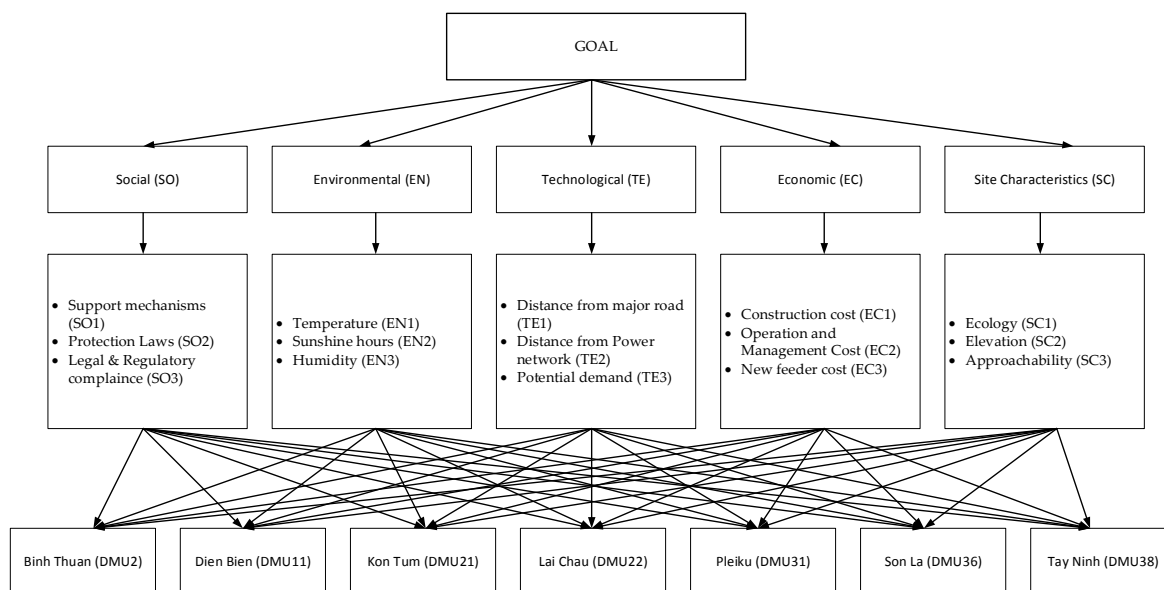 GOAL
Social (SO)
Environmental (EN)
Technological (TE)
Economic (EC)
Site Characteristics (SC)
• Support mechanisms
(SO1)
• Protection Laws (SO2)
• Legal & Regulatory
complaince (SO3)
• Temperature (EN1)
• Sunshine hours (EN2)
• Humidity (EN3)
• Distance from major road
(TE1)
• Distance from Power
network (TE2)
• Potential demand (TE3)
• Construction cost (EC1)
• Operation and
Management Cost (EC2)
• New feeder cost (EC3)
• Ecology (SC1)
• Elevation (SC2)
• Approachability (SC3)
Binh Thuan (DMU2)
Dien Bien (DMU11)
Kon Tum (DMU21)
Lai Chau (DMU22)
Pleiku (DMU31)
Son La (DMU36)
Tay Ninh (DMU38)